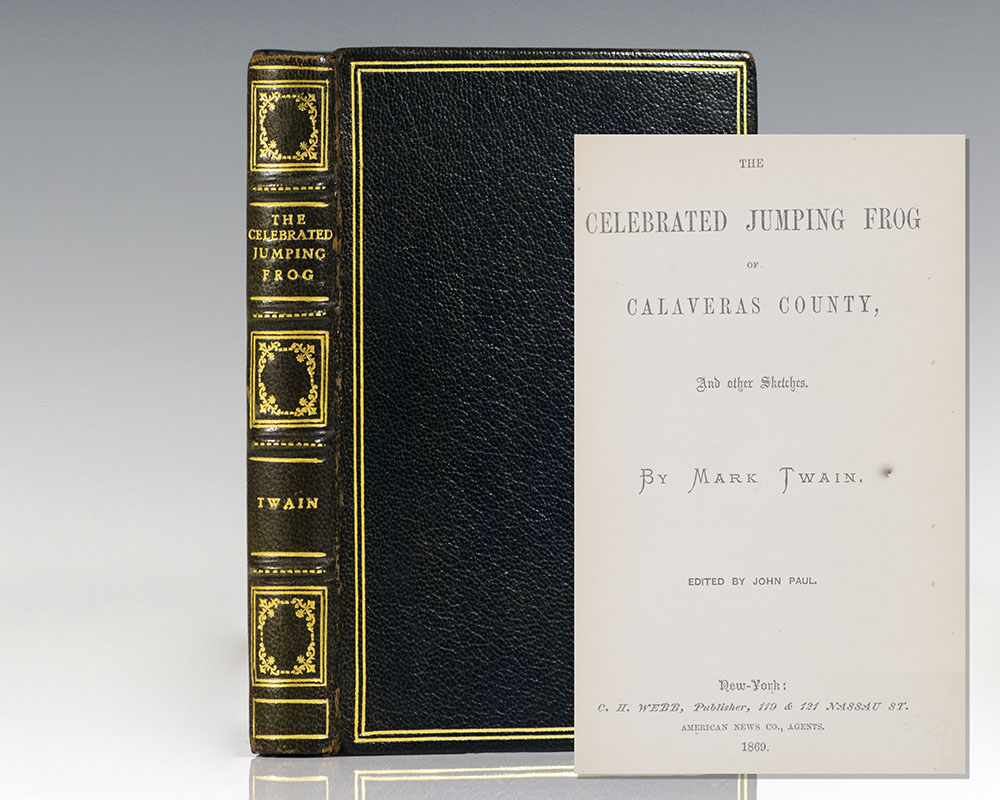 THE
CELEBRATED
JUMPING
FROG
TWAIN
THE
CELEBRATED JUMPING FROG
OF
CALAVERAS COUNTY,
And other Sketches.
BY MARK TWAIN.
EDITED BY JOHN PAUL.
New-York:
C. H. WEBB, Publisher, 119 & 121 NASSAU ST.
AMERICAN NEWS CO., AGENTS.
1869.